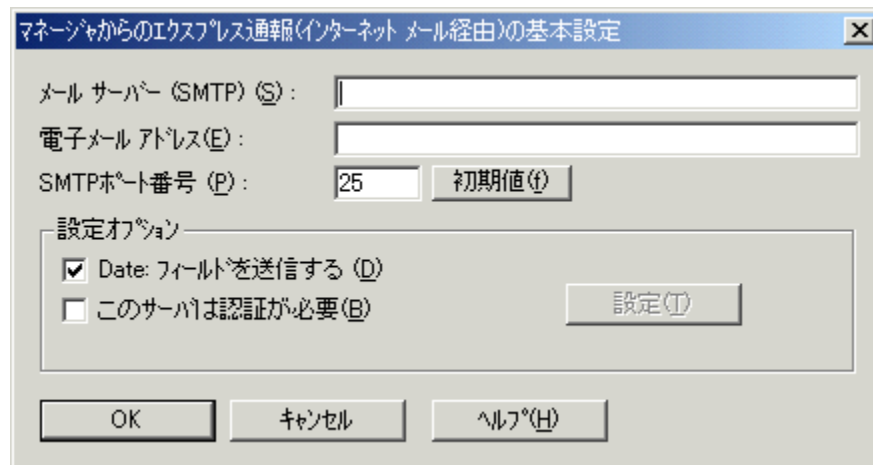 マネージャからのエクスプレス通報(インターネット メール経由)の基本設定
メール サーバー (SMTP) (S) :
電子メール アドレス(E) :
SMTPポート番号 (P) : 25 初期値(f)
設定オプション
Date: フィールドを送信する (D)
このサーバは認証が必要(B) 設定(T)
OK キャンセル ヘルプ(H)